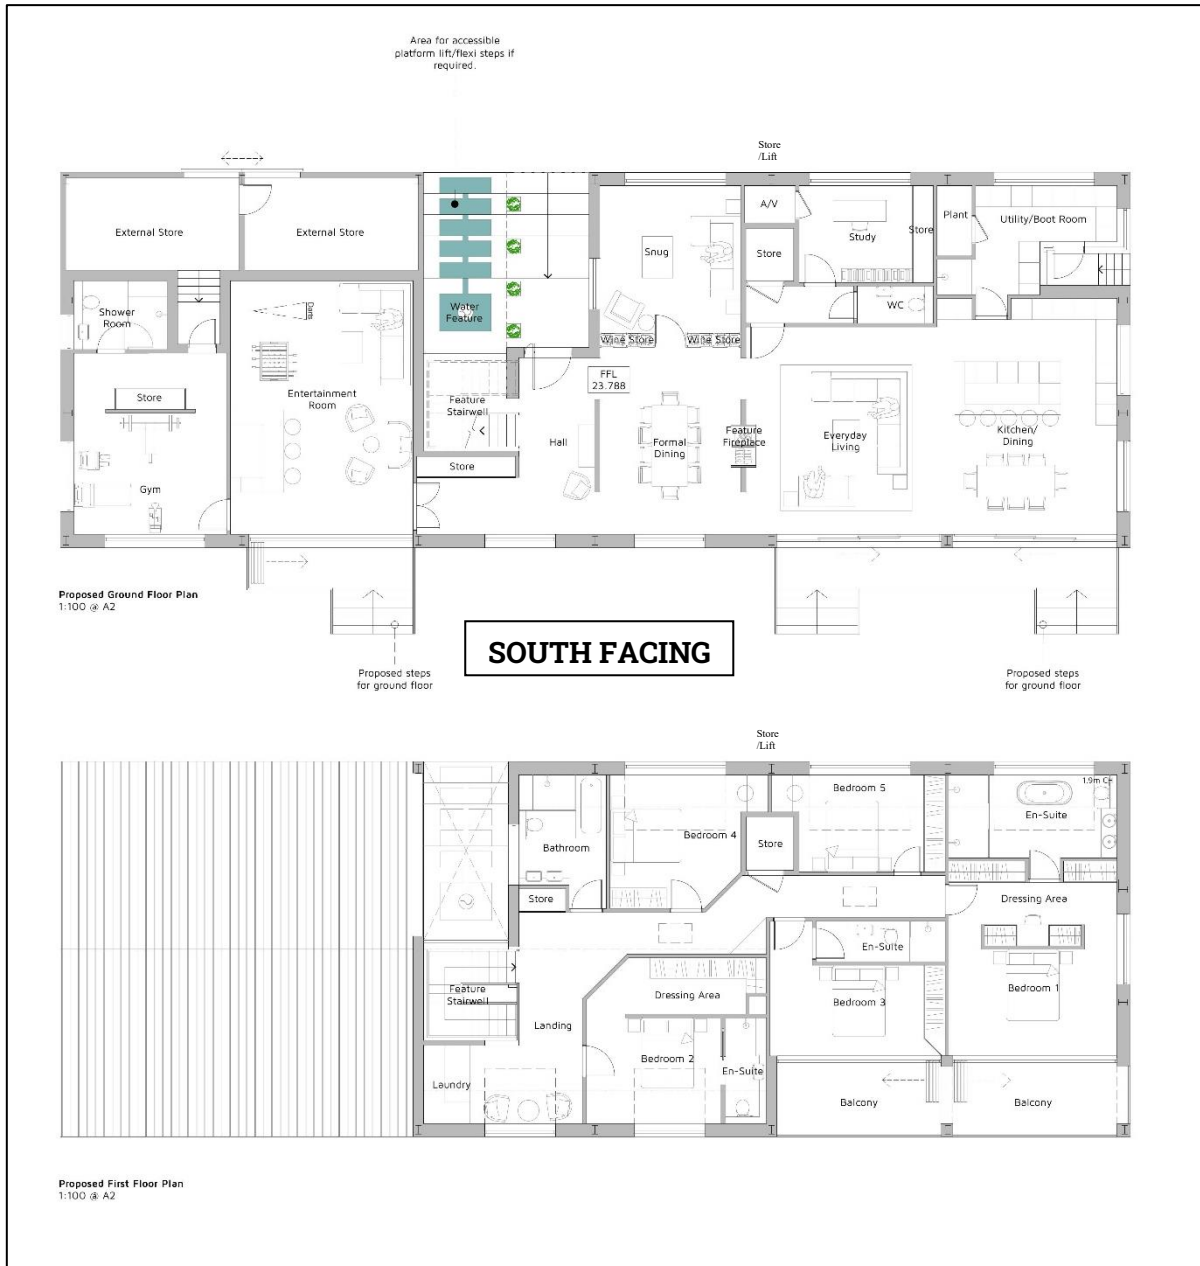 Area for accessible
platform lift/flexi steps if
required.
Store
/Lift
External Store
External Store
A/V
Study
Store
Plant
Utility/Boot Room
Snug
Store
Shower
Room
Darts
Water
Feature
WC
Wine Store
Wine Store
FFL
23.788
Store
Entertainment
Room
Feature
Stairwell
Hall
Formal
Dining
Feature
Fireplace
Everyday
Living
Kitchen/
Dining
Store
Gym
Proposed Ground Floor Plan
1:100 @ A2
SOUTH FACING
Proposed steps
for ground floor
Proposed steps
for ground floor
Store
/Lift
Bedroom 5
1.9m CH
En-Suite
Bedroom 4
Bathroom
Store
Store
Dressing Area
En-Suite
Feature
Stairwell
Dressing Area
Bedroom 3
Bedroom 1
Landing
Bedroom 2
En-Suite
Laundry
Balcony
Balcony
Proposed First Floor Plan
1:100 @ A2